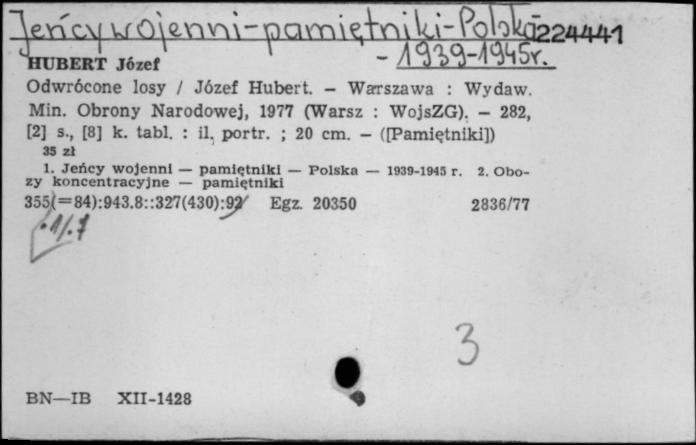 Jeńcy wojenni-pamiętniki-Polska 224441
- 1939-1945r.
HUBERT Józef
Odwrócone losy / Józef Hubert. — Warszawa : Wydaw.
Min. Obrony Narodowej, 1977 (Warsz : WojsZG). — 282,
[2] s., [8] k. tabl. : il, portr. ; 20 cm. — ([Pamiętniki])
35 zł
1. Jeńcy wojenni — pamiętniki — Polska — 1939-1945 r. 2. Obo-
zy koncentracyjne — pamiętniki
355(=84):943.8::327(430):92 Egz. 20350 2836/77
3
BN—IB XII-1428